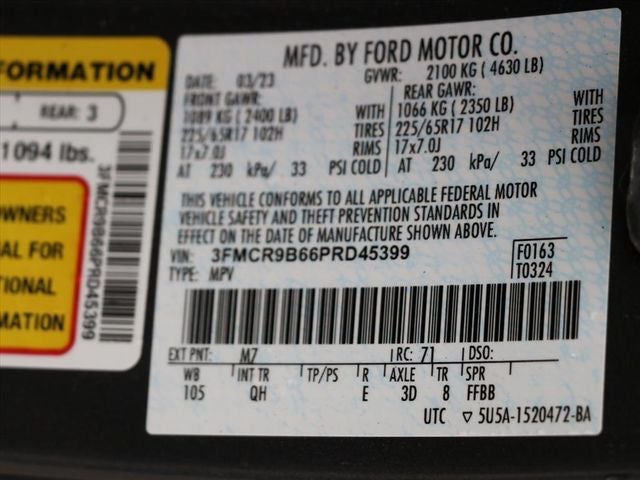 FORMATION
REAR: 3
1094 lbs.
OWNERS
AL FOR
TIONAL
MATION
3FMCR9B66PRD45399
MFD. BY FORD MOTOR CO.
DATE: 03/23 GVWR: 2100 KG ( 4630 LB)
FRONT GAWR: REAR GAWR:
1089 KG ( 2400 LB) WITH 1066 KG ( 2350 LB) WITH
225/65R17 102H TIRES 225/65R17 102H TIRES
17x7.0J RIMS 17x7.0J RIMS
AT 230 kPa/ 33 PSI COLD AT 230 kPa/ 33 PSI COLD
THIS VEHICLE CONFORMS TO ALL APPLICABLE FEDERAL MOTOR
VEHICLE SAFETY AND THEFT PREVENTION STANDARDS IN
EFFECT ON THE DATE OF MANUFACTURE SHOWN ABOVE.
VIN: 3FMCR9B66PRD45399 F0163
TYPE: MPV T0324
EXT PNT: M7 RC: 71 DSO:
WB INT TR TP/PS R AXLE TR SPR
105 QH E 3D 8 FFBB
UTC ▽ 5U5A-1520472-BA